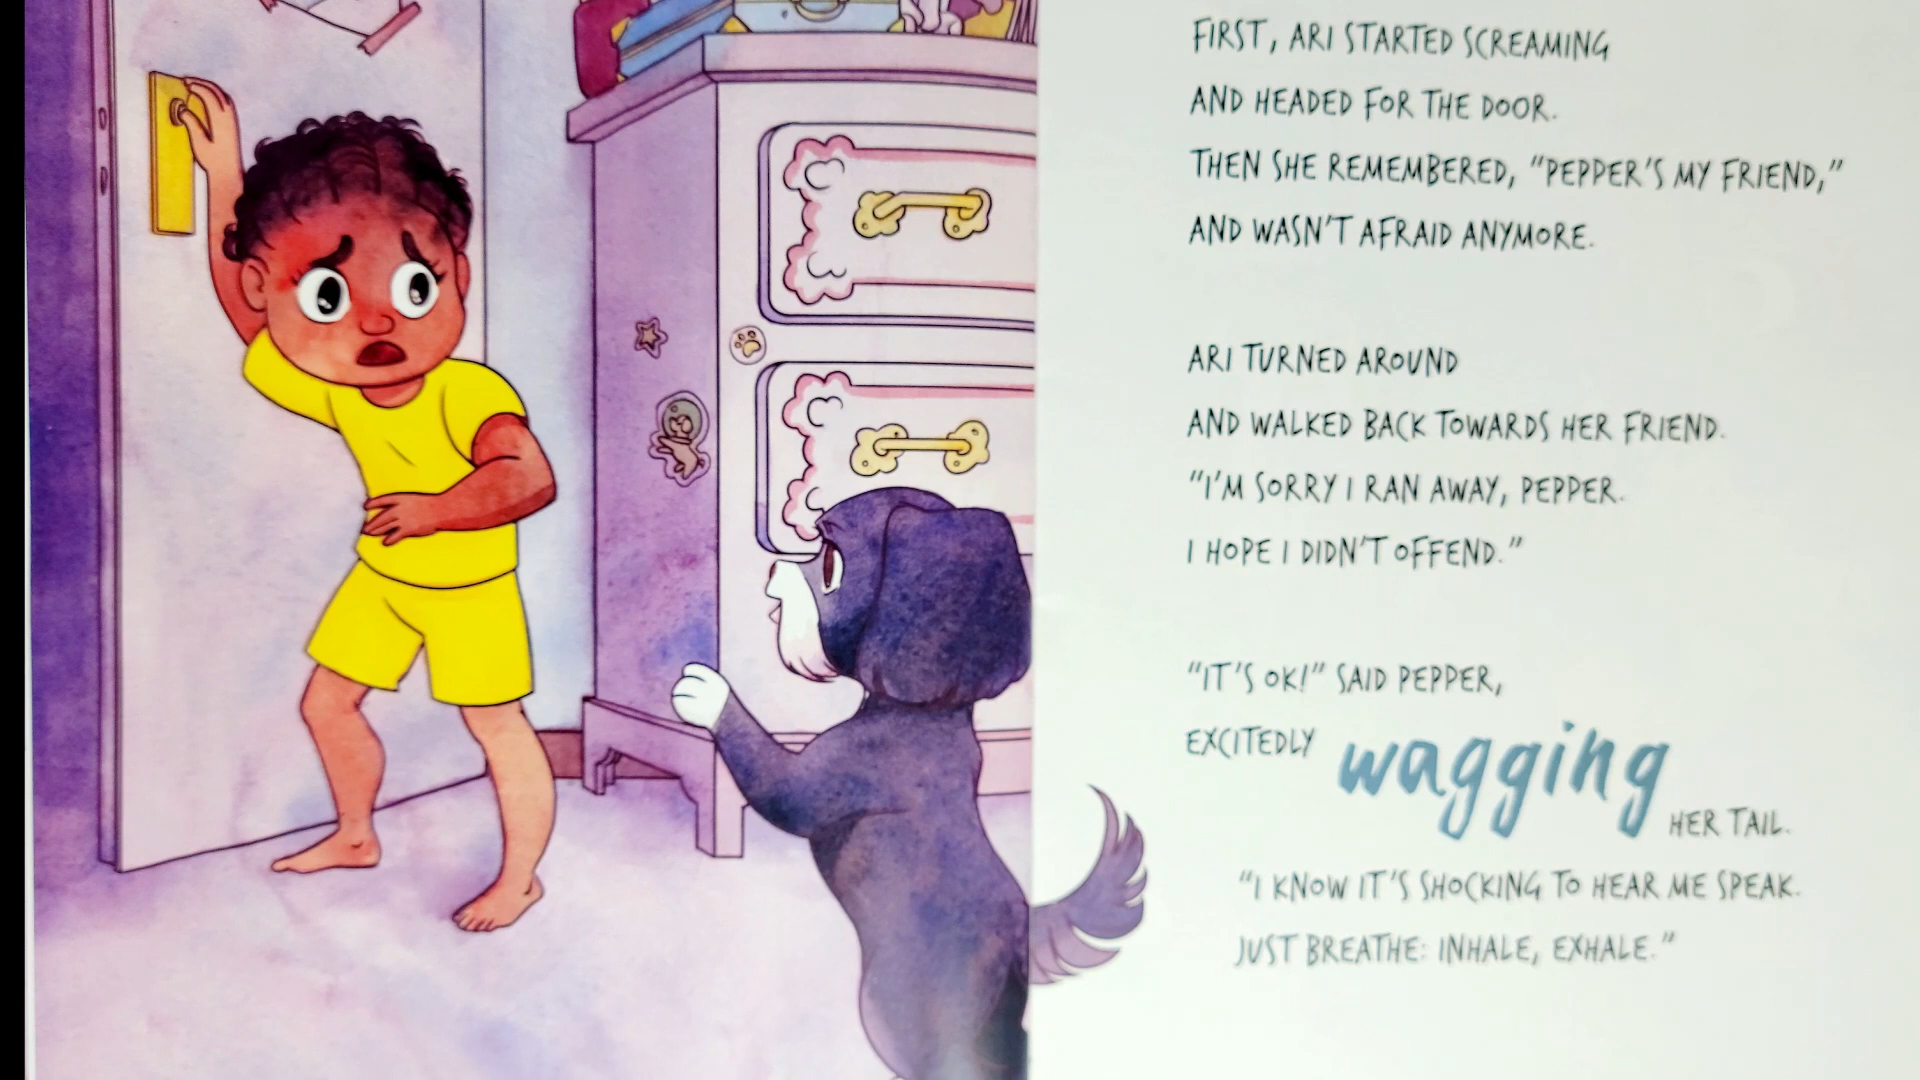 FIRST, ARI STARTED SCREAMING
AND HEADED FOR THE DOOR.
THEN SHE REMEMBERED, "PEPPER'S MY FRIEND,"
AND WASN'T AFRAID ANYMORE.
ARI TURNED AROUND
AND WALKED BACK TOWARDS HER FRIEND.
"I'M SORRY I RAN AWAY, PEPPER.
I HOPE I DIDN'T OFFEND."
"IT'S OK!" SAID PEPPER,
EXCITEDLY wagging HER TAIL.
"I KNOW IT'S SHOCKING TO HEAR ME SPEAK.
JUST BREATHE: INHALE, EXHALE."